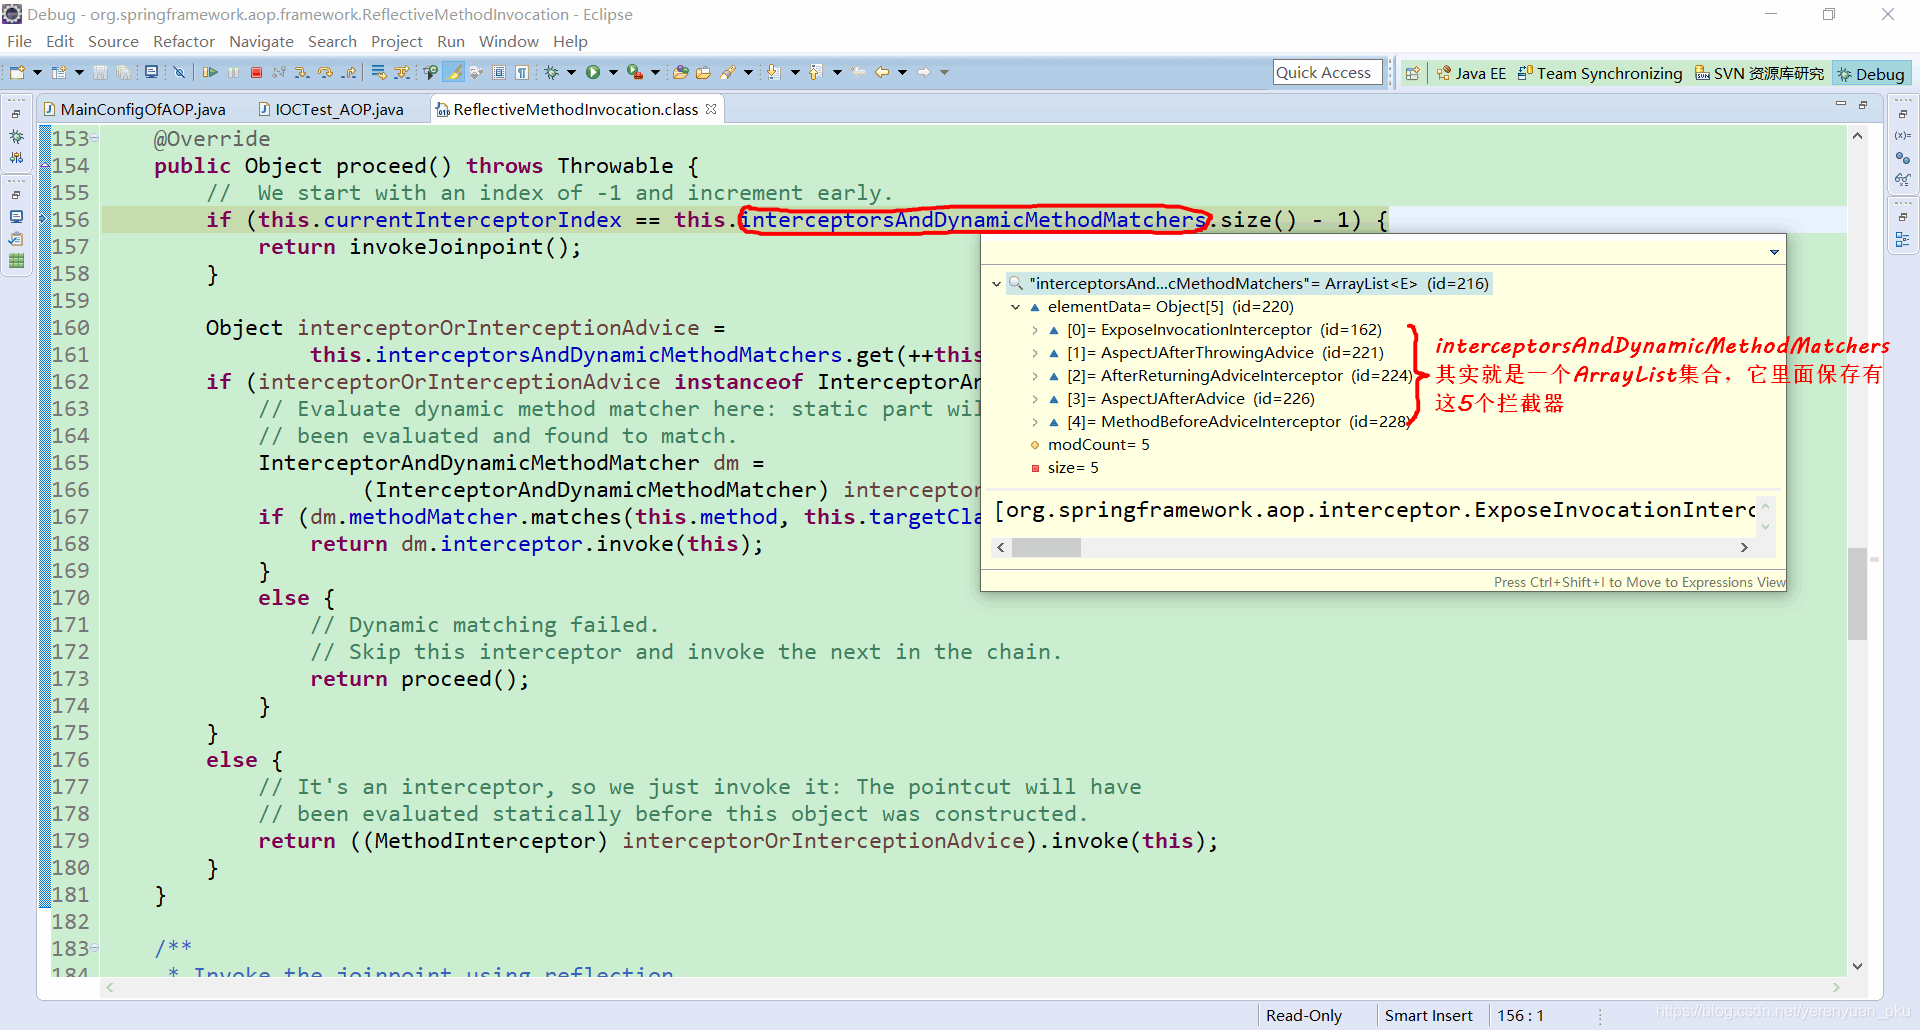 Debug - org.springframework.aop.framework.ReflectiveMethodInvocation - Eclipse
File Edit Source Refactor Navigate Search Project Run Window Help
Quick Access Java EE Team Synchronizing SVN 资源库研究 Debug
MainConfigOfAOP.java IOCTest_AOP.java ReflectiveMethodInvocation.class
153 @Override
154 public Object proceed() throws Throwable {
155 // We start with an index of -1 and increment early.
156 if (this.currentInterceptorIndex == this.interceptorsAndDynamicMethodMatchers.size() - 1) {
157 return invokeJoinpoint();
158 }
159
160 Object interceptorOrInterceptionAdvice =
161 this.interceptorsAndDynamicMethodMatchers.get(++this
162 if (interceptorOrInterceptionAdvice instanceof InterceptorAn
163 // Evaluate dynamic method matcher here: static part wil
164 // been evaluated and found to match.
165 InterceptorAndDynamicMethodMatcher dm =
166 (InterceptorAndDynamicMethodMatcher) interceptor
167 if (dm.methodMatcher.matches(this.method, this.targetCla
168 return dm.interceptor.invoke(this);
169 }
170 else {
171 // Dynamic matching failed.
172 // Skip this interceptor and invoke the next in the chain.
173 return proceed();
174 }
175 }
176 else {
177 // It's an interceptor, so we just invoke it: The pointcut will have
178 // been evaluated statically before this object was constructed.
179 return ((MethodInterceptor) interceptorOrInterceptionAdvice).invoke(this);
180 }
181 }
182
183 /**
184 * Invoke the joinpoint using reflection
"interceptorsAnd...cMethodMatchers"= ArrayList<E> (id=216)
elementData= Object[5] (id=220)
[0]= ExposeInvocationInterceptor (id=162)
[1]= AspectJAfterThrowingAdvice (id=221)
[2]= AfterReturningAdviceInterceptor (id=224)
[3]= AspectJAfterAdvice (id=226)
[4]= MethodBeforeAdviceInterceptor (id=228)
modCount= 5
size= 5
[org.springframework.aop.interceptor.ExposeInvocationInterc
Press Ctrl+Shift+I to Move to Expressions View
interceptorsAndDynamicMethodMatchers
其实就是一个ArrayList集合，它里面保存有
这5个拦截器
Read-Only Smart Insert 156 : 1
https://blog.csdn.net/yerenyuan_pku